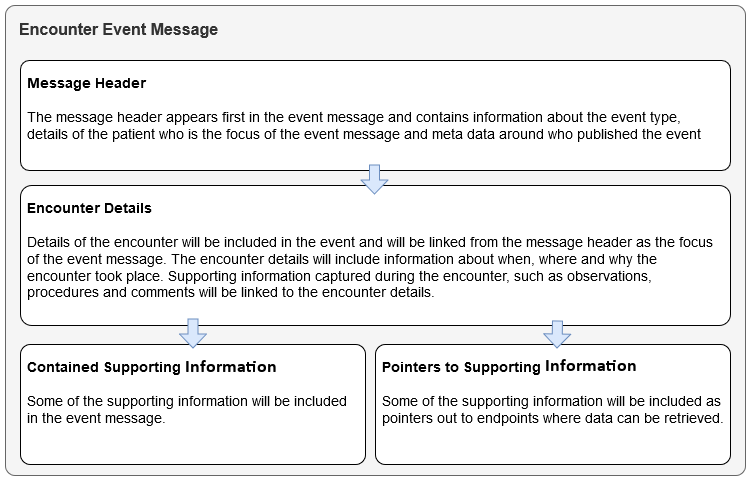 Encounter Event Message
Message Header
The message header appears first in the event message and contains information about the event type,
details of the patient who is the focus of the event message and meta data around who published the event
Encounter Details
Details of the encounter will be included in the event and will be linked from the message header as the focus
of the event message. The encounter details will include information about when, where and why the
encounter took place. Supporting information captured during the encounter, such as observations,
procedures and comments will be linked to the encounter details.
Contained Supporting Information
Some of the supporting information will be included
in the event message.
Pointers to Supporting Information
Some of the supporting information will be included as
pointers out to endpoints where data can be retrieved.